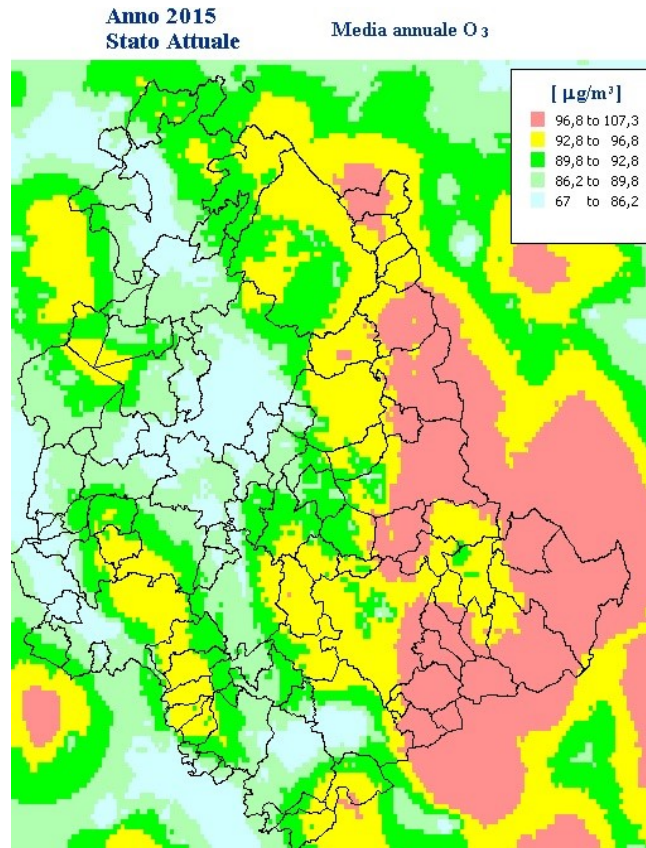 Anno 2015
Stato Attuale
Media annuale O₃
[ µg/m³]
96,8 to 107,3
92,8 to 96,8
89,8 to 92,8
86,2 to 89,8
67 to 86,2